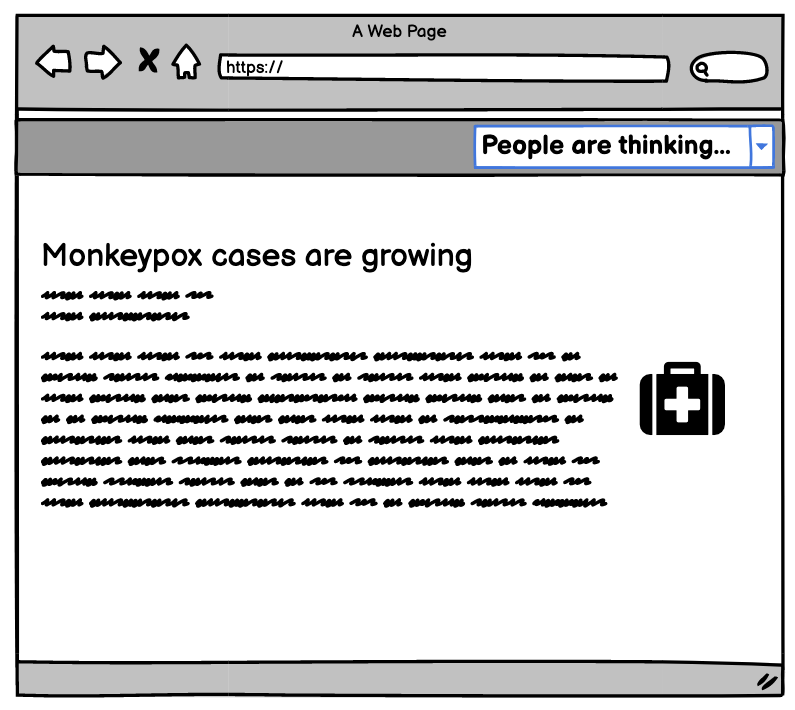 A Web Page
https://
People are thinking...
Monkeypox cases are growing